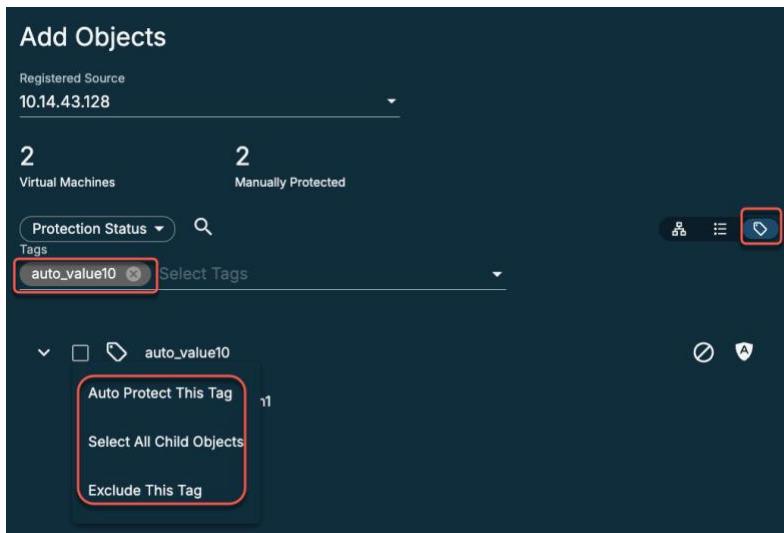 Add Objects
Registered Source
10.14.43.128
2 2
Virtual Machines Manually Protected
Protection Status
Tags
auto_value10 Select Tags
auto_value10
A
Auto Protect This Tag
n1
Select All Child Objects
Exclude This Tag